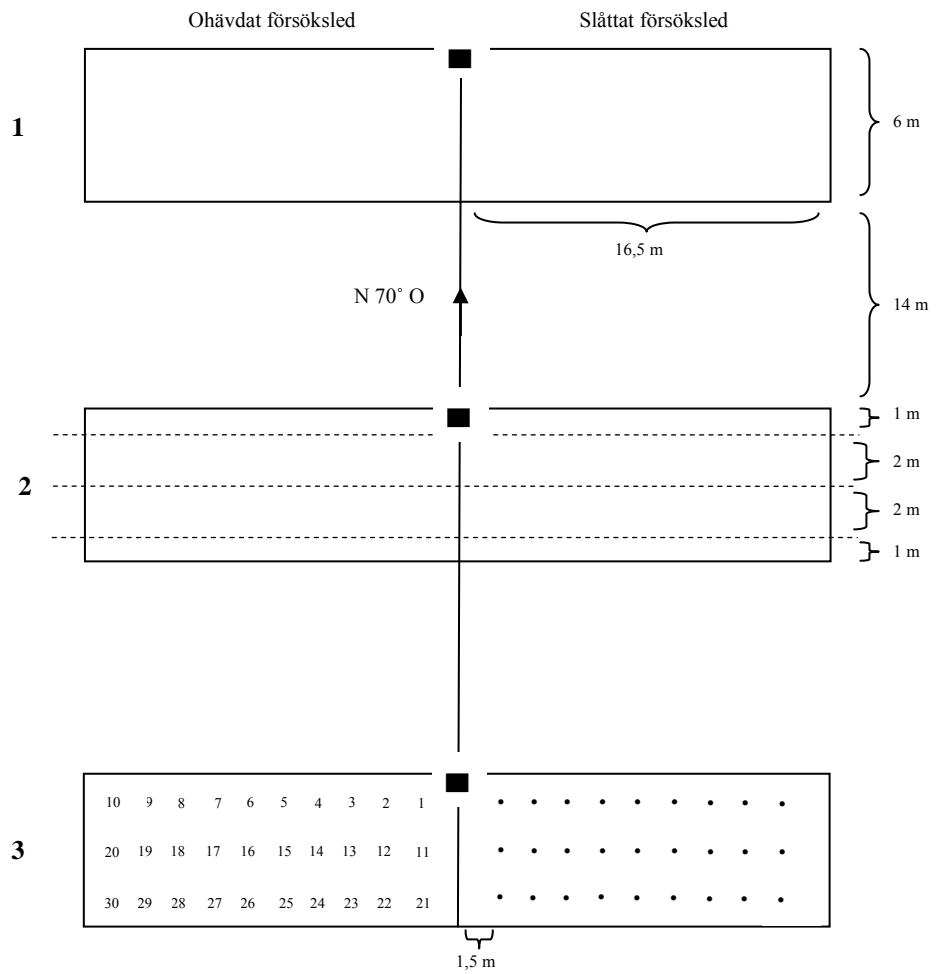 Ohävdat försöksled Slåttat försöksled
1
6 m
16,5 m
N 70˚ O
14 m
1 m
2 m
2
2 m
1 m
10 9 8 7 6 5 4 3 2 1
3
20 19 18 17 16 15 14 13 12 11
30 29 28 27 26 25 24 23 22 21
1,5 m